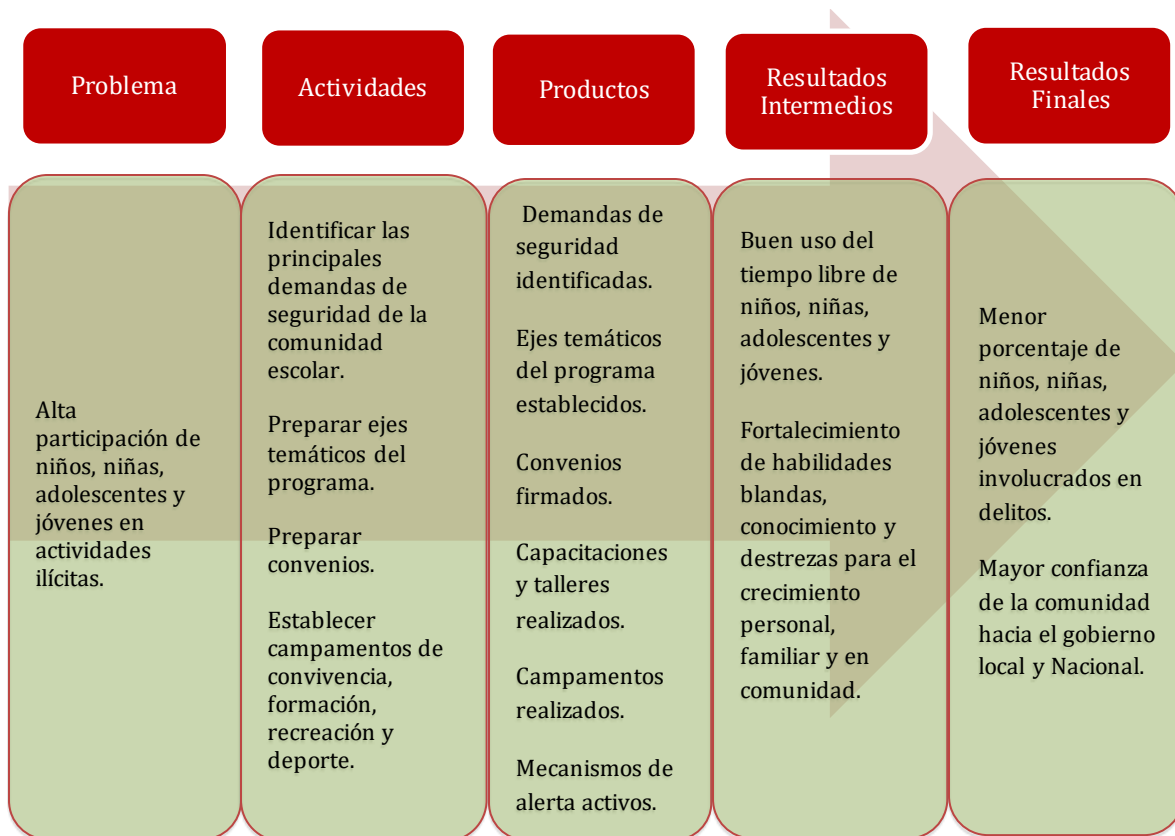 Problema
Actividades
Productos
Resultados
Intermedios
Resultados
Finales
Alta
participación de
niños, niñas,
adolescentes y
jóvenes en
actividades
ilícitas.
Identificar las
principales
demandas de
seguridad de la
comunidad
escolar.
Preparar ejes
temáticos del
programa.
Preparar
convenios.
Establecer
campamentos de
convivencia,
formación,
recreación y
deporte.
Demandas de
seguridad
identificadas.
Ejes temáticos
del programa
establecidos.
Convenios
firmados.
Capacitaciones
y talleres
realizados.
Campamentos
realizados.
Mecanismos de
alerta activos.
Buen uso del
tiempo libre de
niños, niñas,
adolescentes y
jóvenes.
Fortalecimiento
de habilidades
blandas,
conocimiento y
destrezas para el
crecimiento
personal,
familiar y en
comunidad.
Menor
porcentaje de
niños, niñas,
adolescentes y
jóvenes
involucrados en
delitos.
Mayor confianza
de la comunidad
hacia el gobierno
local y Nacional.